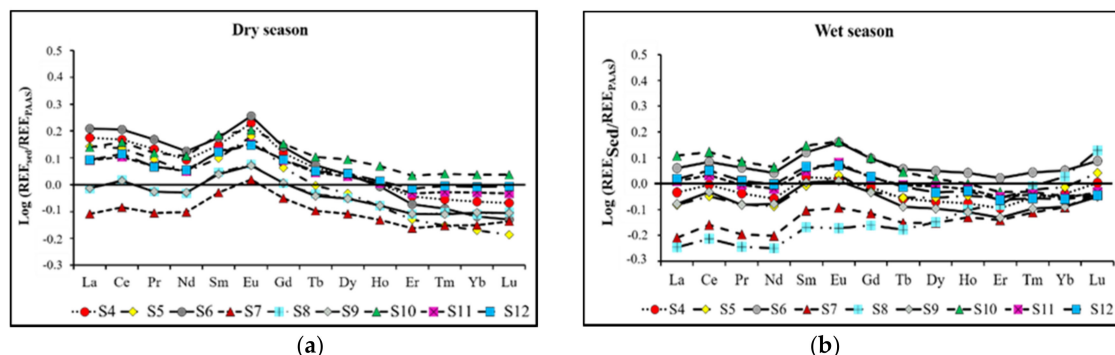 Dry season
Log (REEsed/REEPAAS)
0.5
0.4
0.3
0.2
0.1
0.0
-0.1
-0.2
-0.3
La Ce Pr Nd Sm Eu Gd Tb Dy Ho Er Tm Yb Lu
S4 S5 S6 S7 S8 S9 S10 S11 S12
(a)
Wet season
Log (REESed/REEPAAS)
0.5
0.4
0.3
0.2
0.1
0.0
-0.1
-0.2
-0.3
La Ce Pr Nd Sm Eu Gd Tb Dy Ho Er Tm Yb Lu
S4 S5 S6 S7 S8 S9 S10 S11 S12
(b)